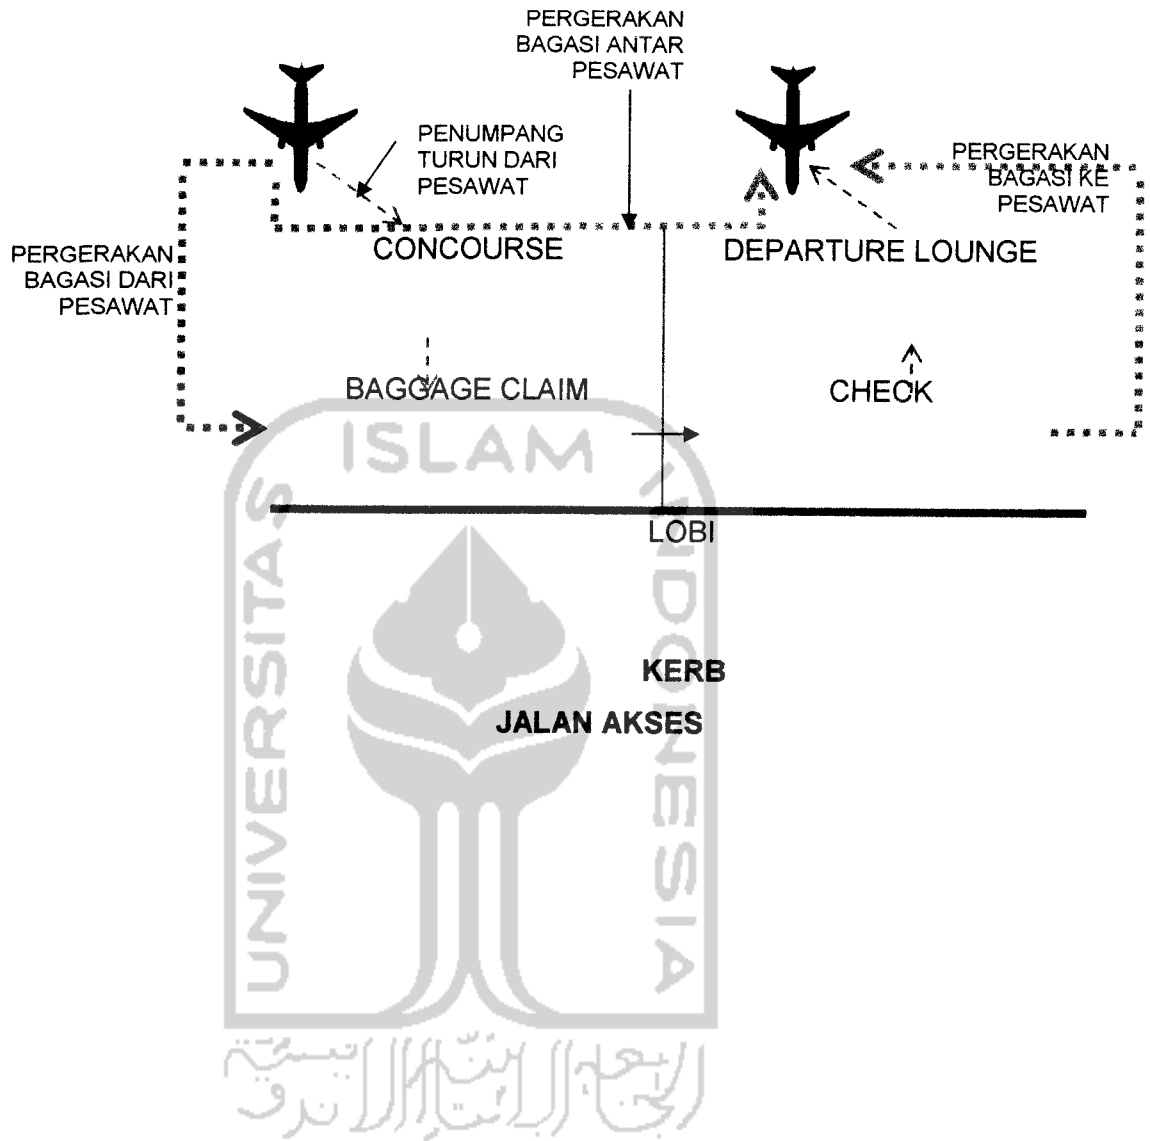 PERGERAKAN
BAGASI ANTAR
PESAWAT
PENUMPANG
TURUN DARI
PESAWAT
PERGERAKAN
BAGASI KE
PESAWAT
PERGERAKAN
BAGASI DARI
PESAWAT
CONCOURSE
DEPARTURE LOUNGE
BAGGAGE CLAIM
CHECK
LOBI
KERB
JALAN AKSES
UNIVERSITAS
ISLAM
INDONESIA